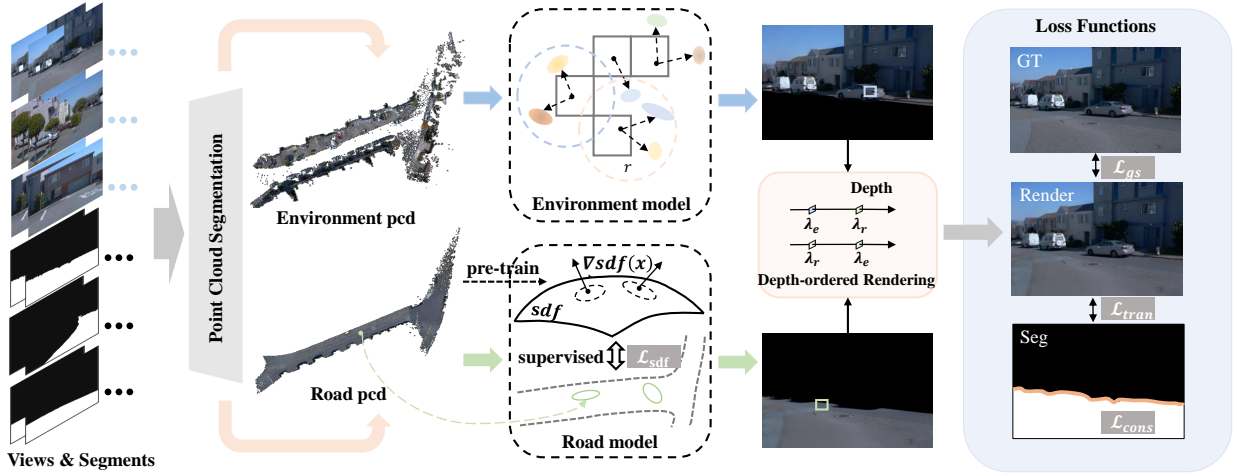 Views & Segments
Point Cloud Segmentation
Environment pcd
Road pcd
pre-train
r
Environment model
∇sdf(x)
sdf
supervised
ℒsdf
Road model
Depth
λe
λr
λr
λe
Depth-ordered Rendering
Loss Functions
GT
ℒgs
Render
ℒtran
Seg
ℒcons